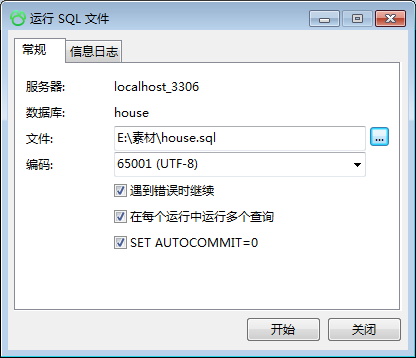 运行 SQL 文件
常规 信息日志
服务器: localhost_3306
数据库: house
文件: E:\素材\house.sql ...
编码: 65001 (UTF-8)
遇到错误时继续
在每个运行中运行多个查询
SET AUTOCOMMIT=0
开始 关闭